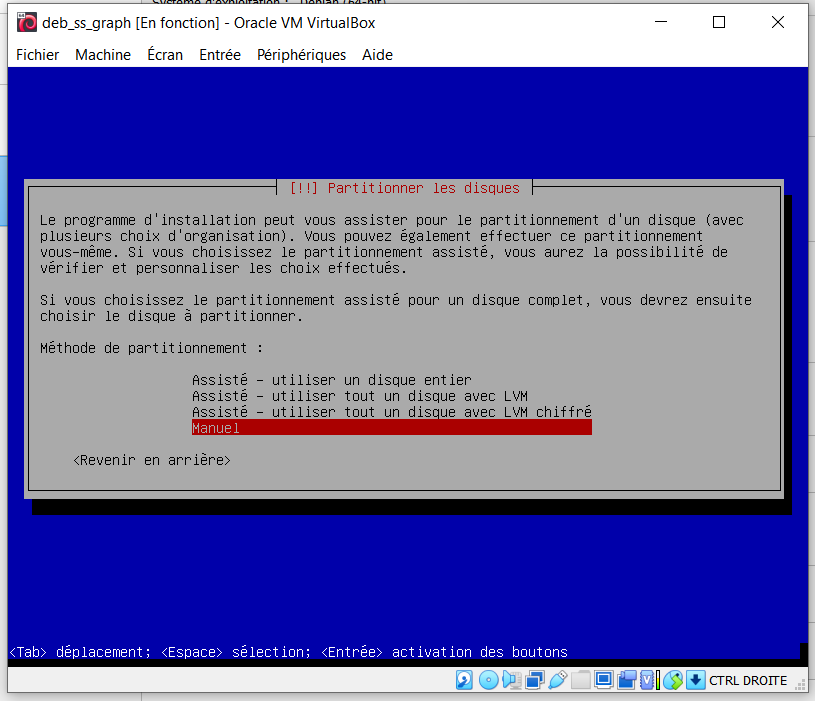 Système d'exploitation : Debian (64-bit)
deb_ss_graph [En fonction] - Oracle VM VirtualBox
Fichier Machine Écran Entrée Périphériques Aide
[!!] Partitionner les disques
Le programme d'installation peut vous assister pour le partitionnement d'un disque (avec
plusieurs choix d'organisation). Vous pouvez également effectuer ce partitionnement
vous-même. Si vous choisissez le partitionnement assisté, vous aurez la possibilité de
vérifier et personnaliser les choix effectués.
Si vous choisissez le partitionnement assisté pour un disque complet, vous devrez ensuite
choisir le disque à partitionner.
Méthode de partitionnement :
Assisté - utiliser un disque entier
Assisté - utiliser tout un disque avec LVM
Assisté - utiliser tout un disque avec LVM chiffré
Manuel
<Revenir en arrière>
<Tab> déplacement; <Espace> sélection; <Entrée> activation des boutons
CTRL DROITE